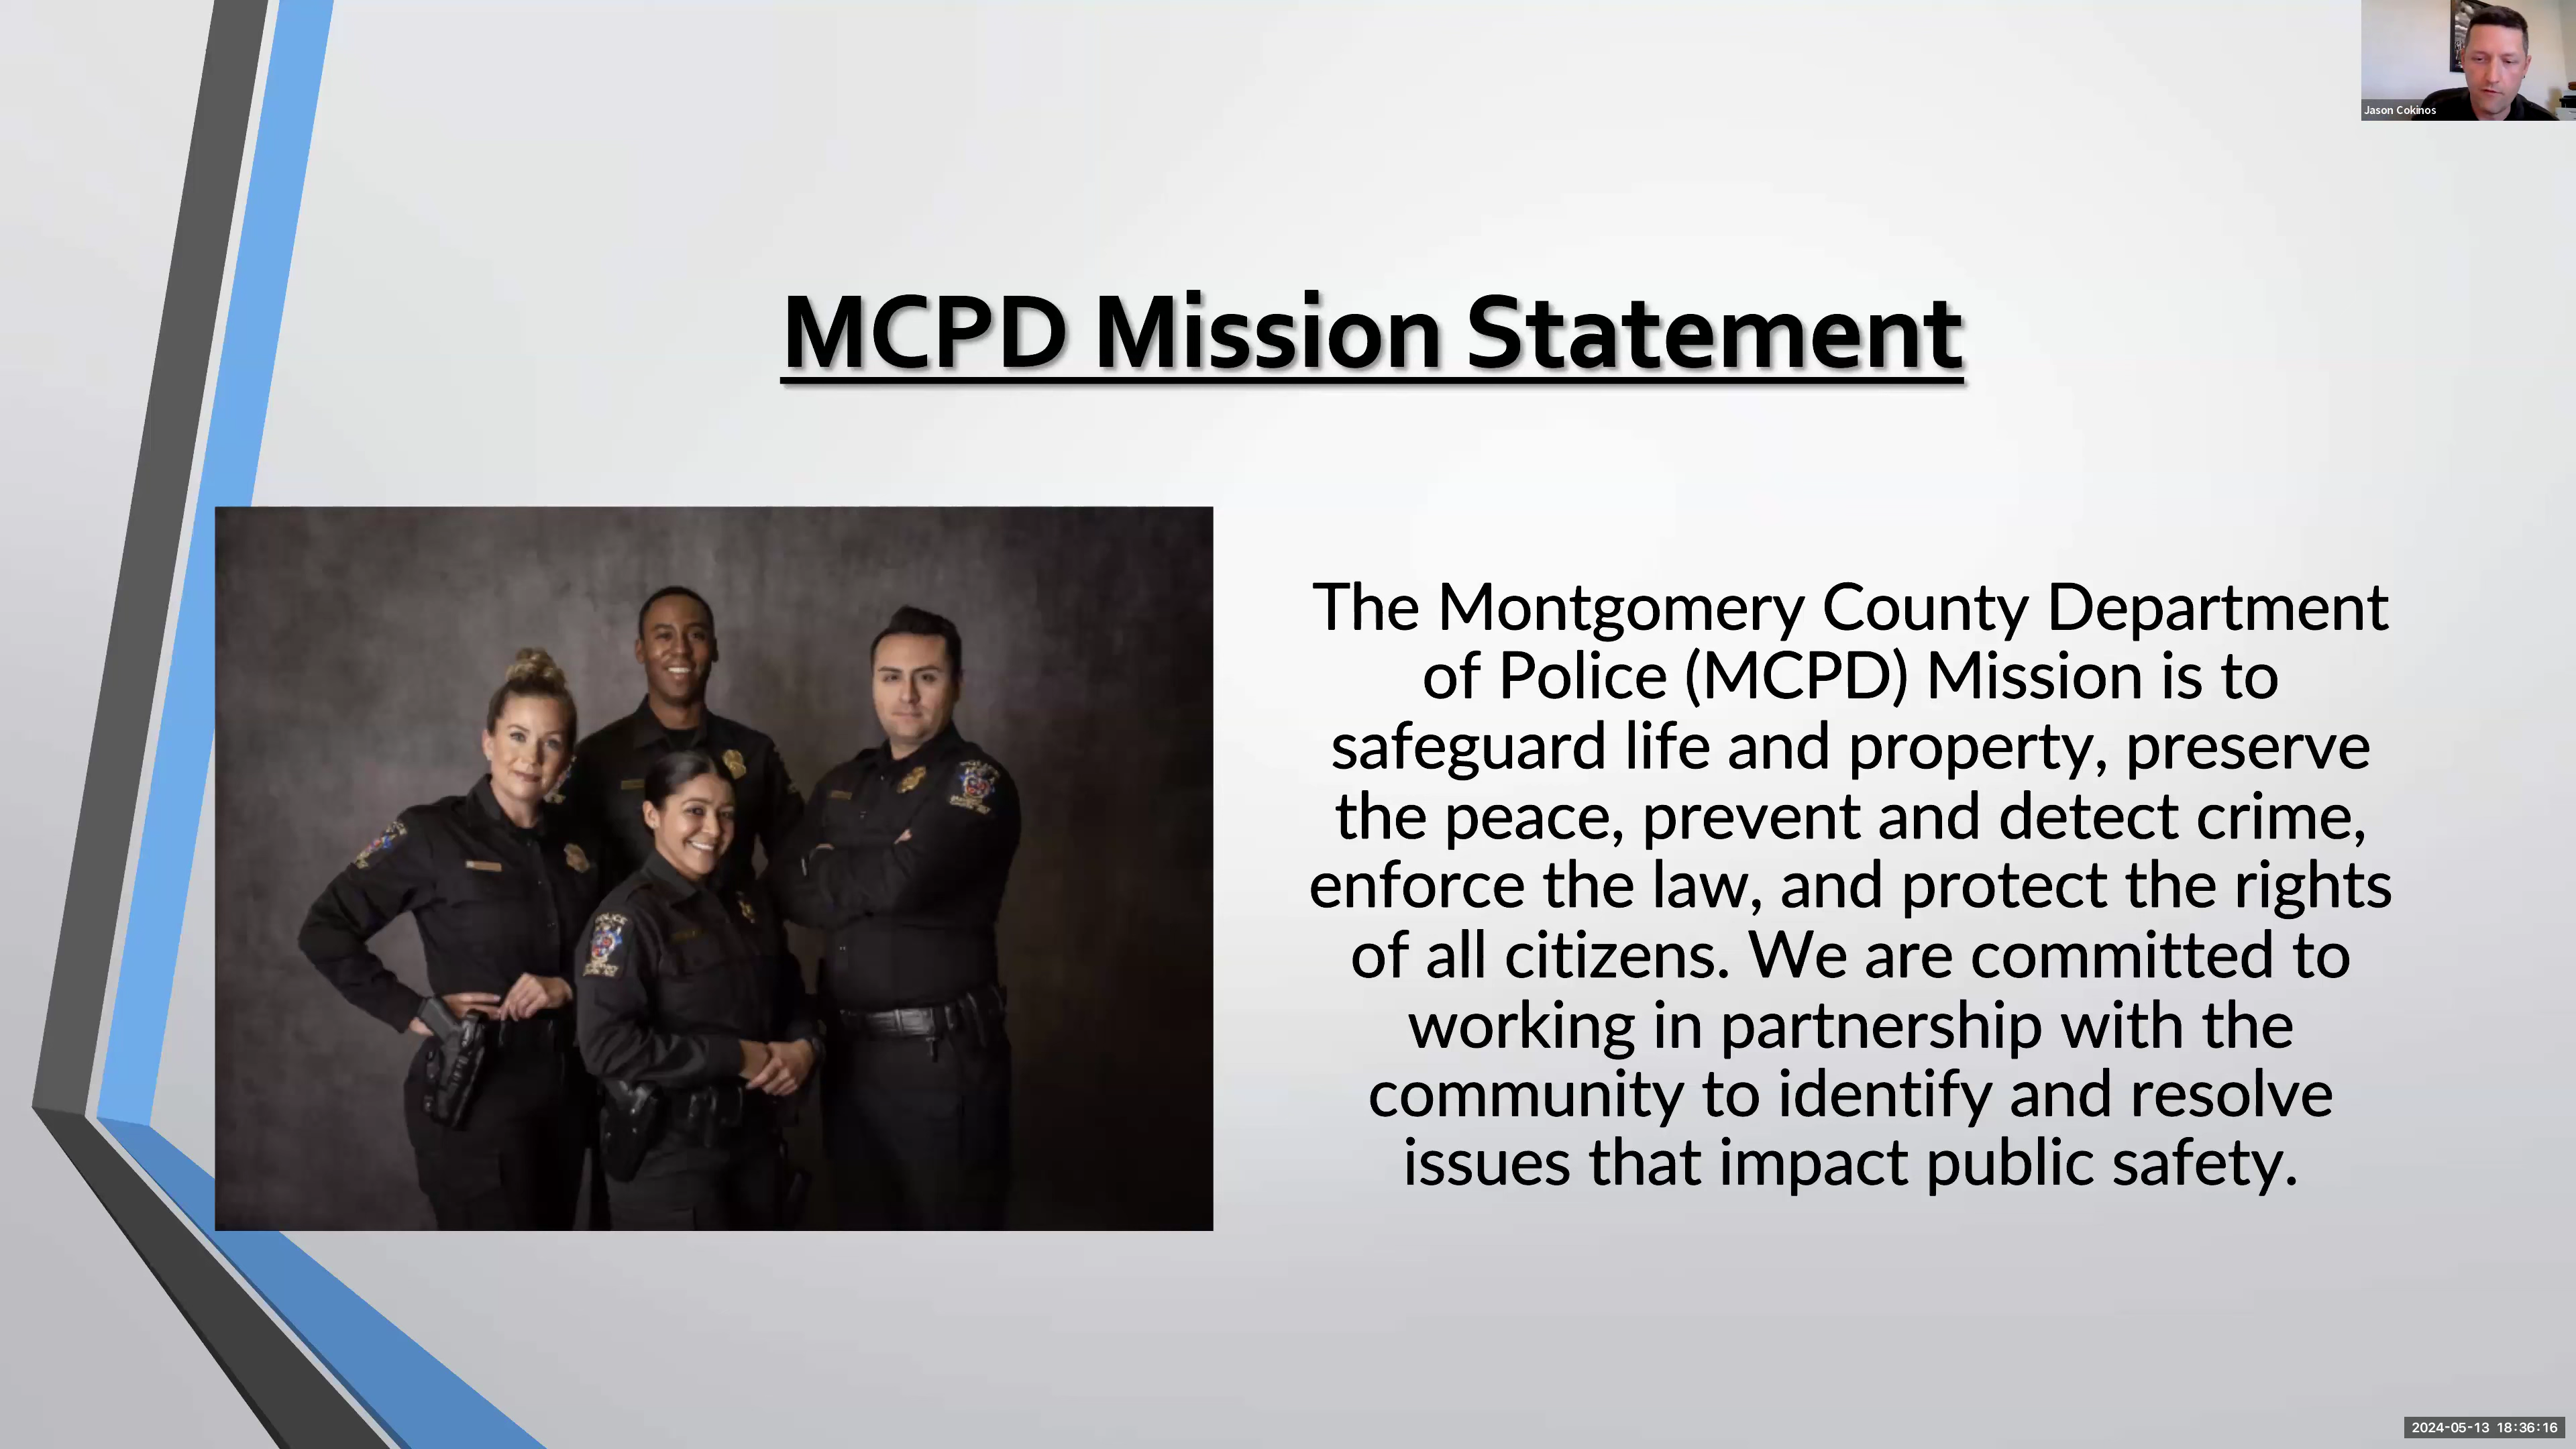 Jason Cokinos
MCPD Mission Statement
The Montgomery County Department
of Police (MCPD) Mission is to
safeguard life and property, preserve
the peace, prevent and detect crime,
enforce the law, and protect the rights
of all citizens. We are committed to
working in partnership with the
community to identify and resolve
issues that impact public safety.
POLICE
2024-05-13 18:36:16